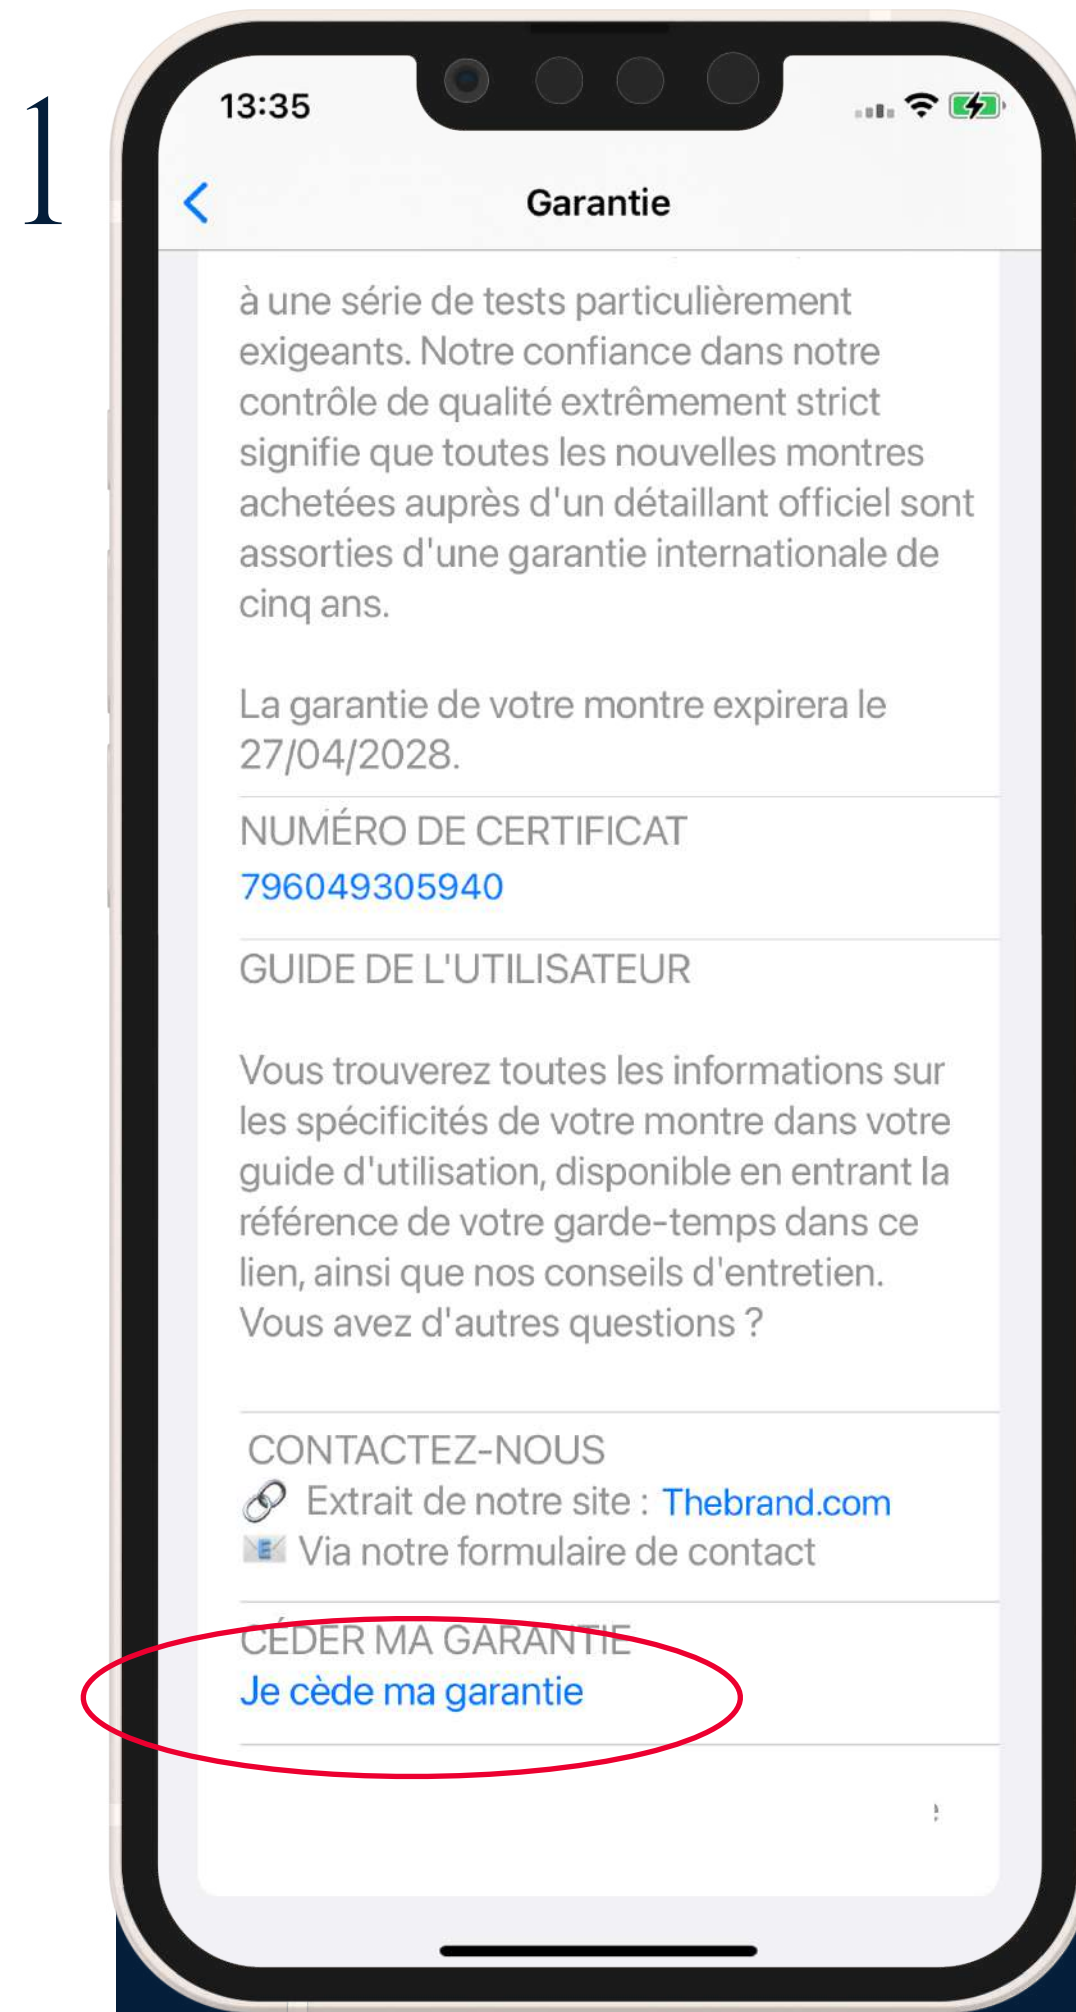 1
13:35
Garantie
à une série de tests particulièrement
exigeants. Notre confiance dans notre
contrôle de qualité extrêmement strict
signifie que toutes les nouvelles montres
achetées auprès d'un détaillant officiel sont
assorties d'une garantie internationale de
cinq ans.
La garantie de votre montre expirera le
27/04/2028.
NUMÉRO DE CERTIFICAT
796049305940
GUIDE DE L'UTILISATEUR
Vous trouverez toutes les informations sur
les spécificités de votre montre dans votre
guide d'utilisation, disponible en entrant la
référence de votre garde-temps dans ce
lien, ainsi que nos conseils d'entretien.
Vous avez d'autres questions ?
CONTACTEZ-NOUS
Extrait de notre site : Thebrand.com
Via notre formulaire de contact
CÉDER MA GARANTIE
Je cède ma garantie